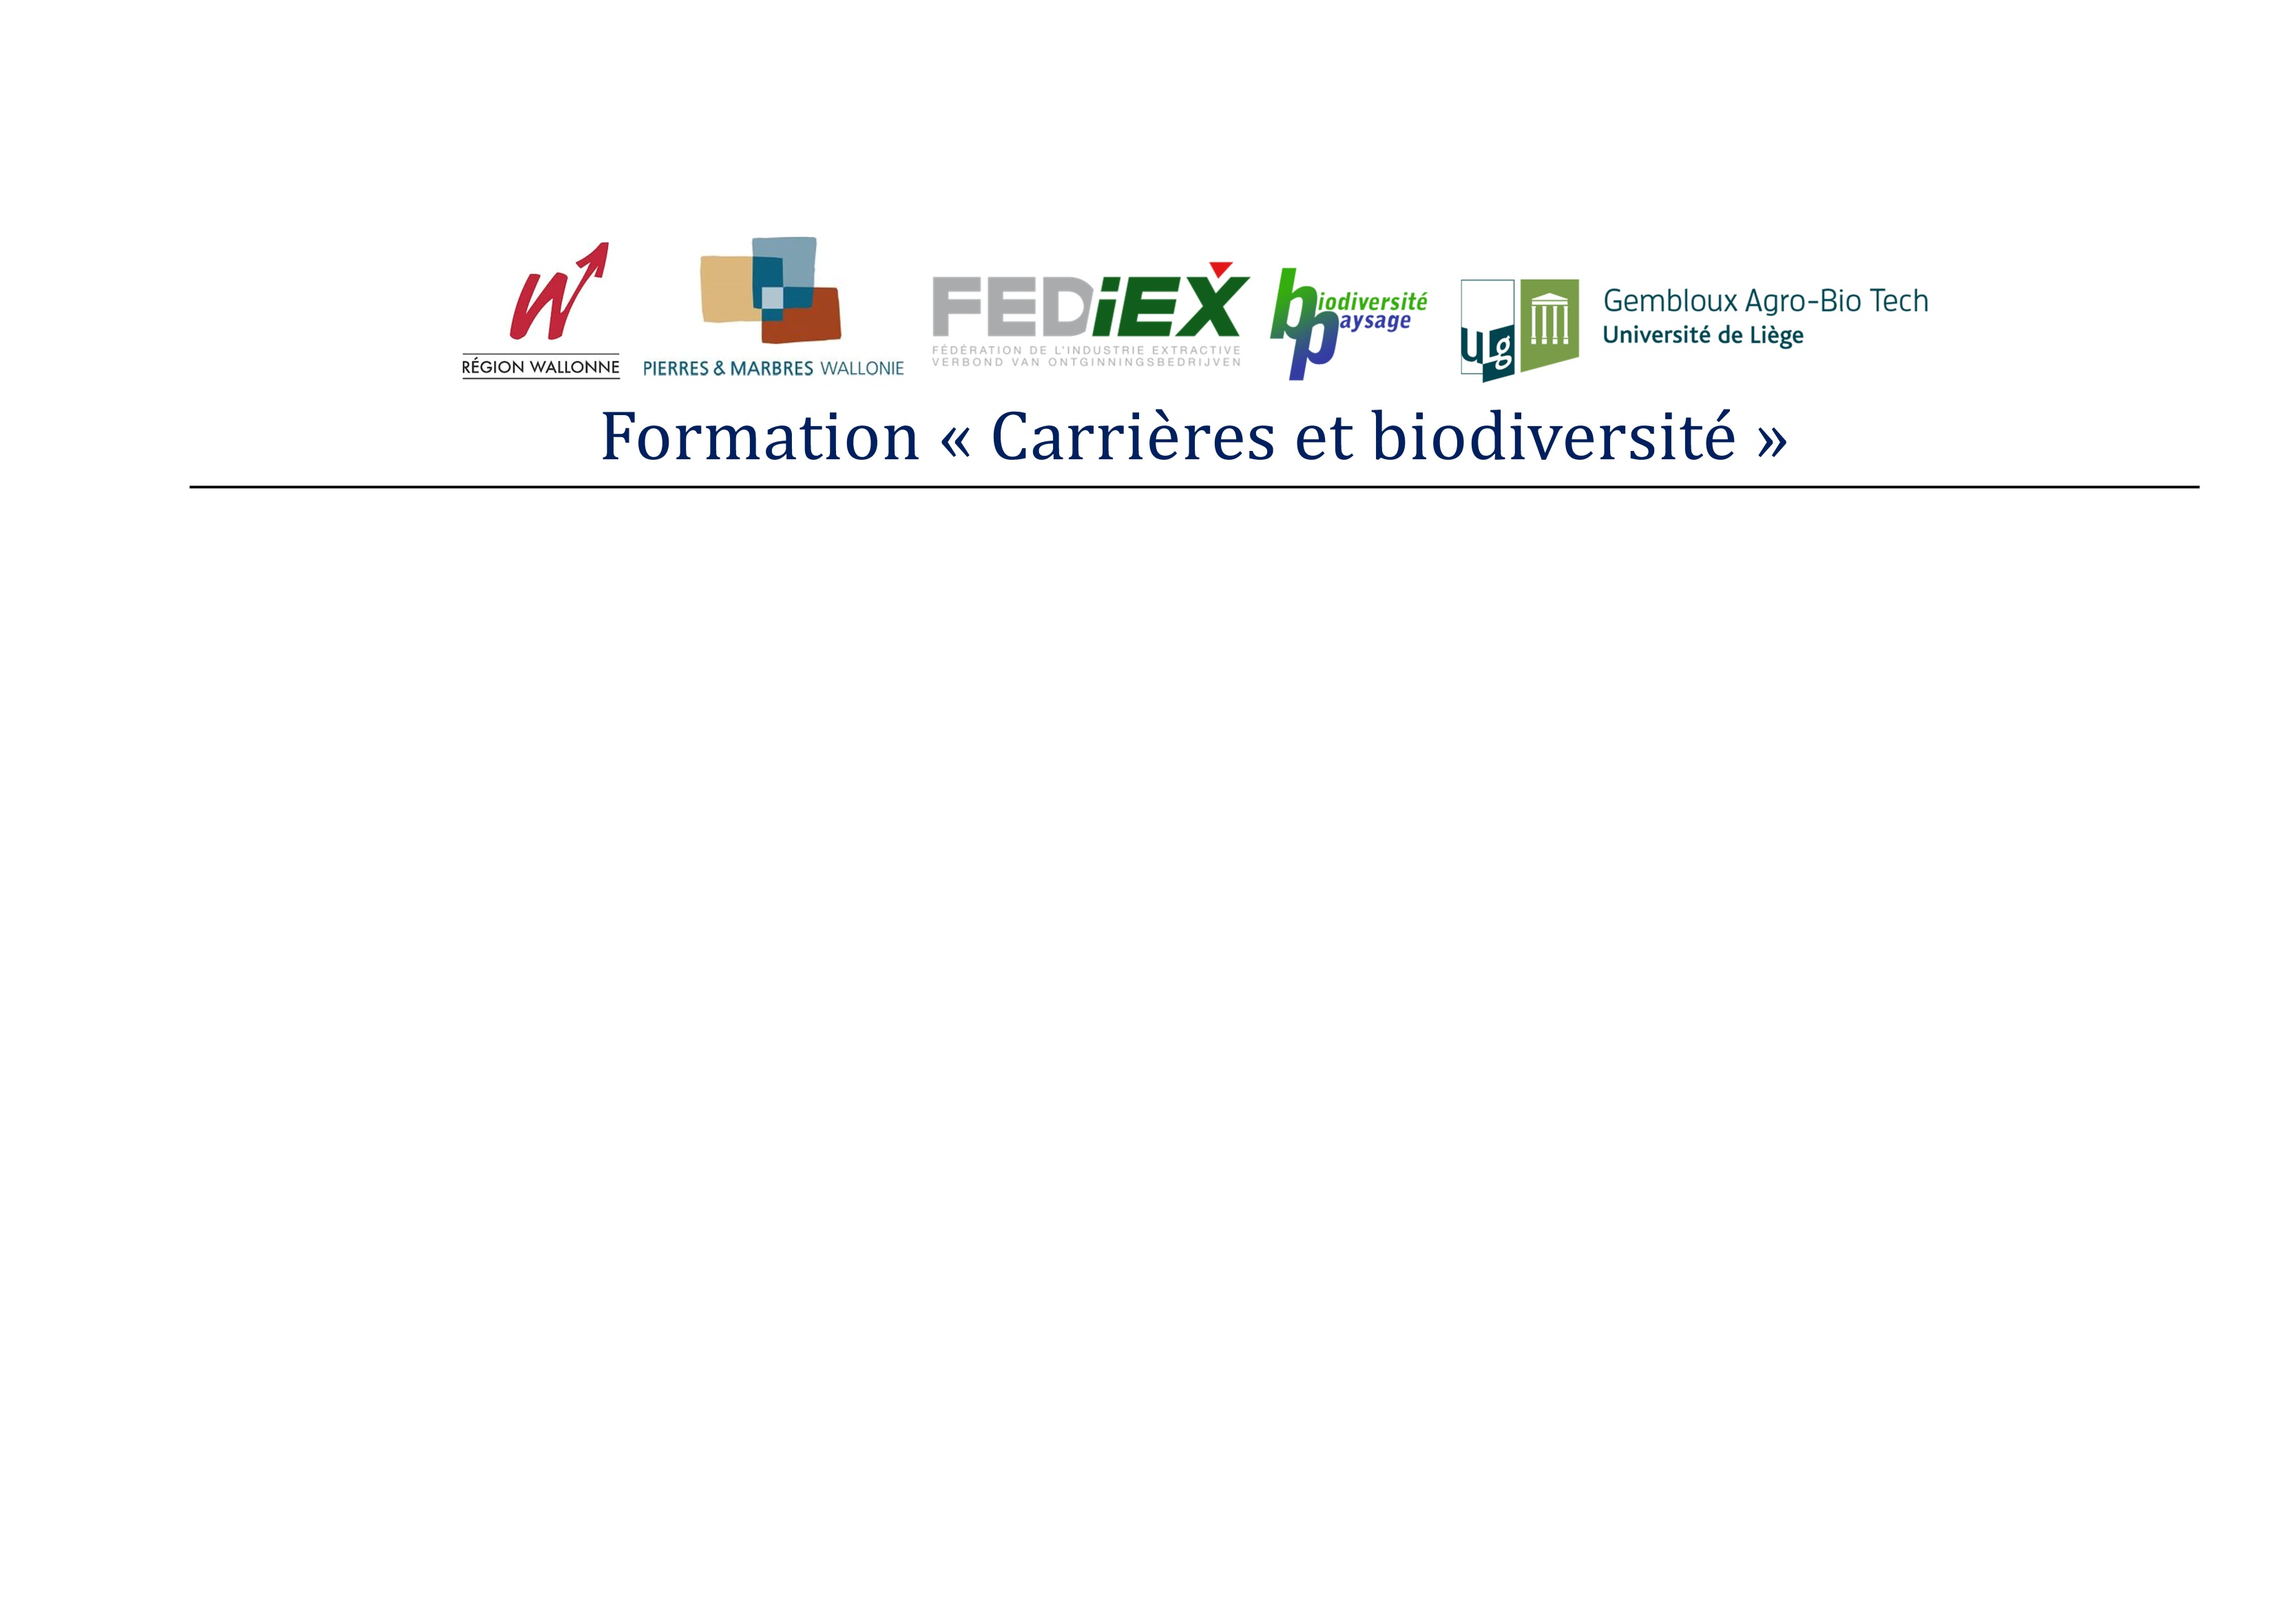 RÉGION WALLONNE
PIERRES & MARBRES WALLONIE
FEDiEX
FÉDÉRATION DE L'INDUSTRIE EXTRACTIVE
VERBOND VAN ONTGINNINGSBEDRIJVEN
biodiversité
paysage
ULg
Gembloux Agro-Bio Tech
Université de Liège
Formation « Carrières et biodiversité »